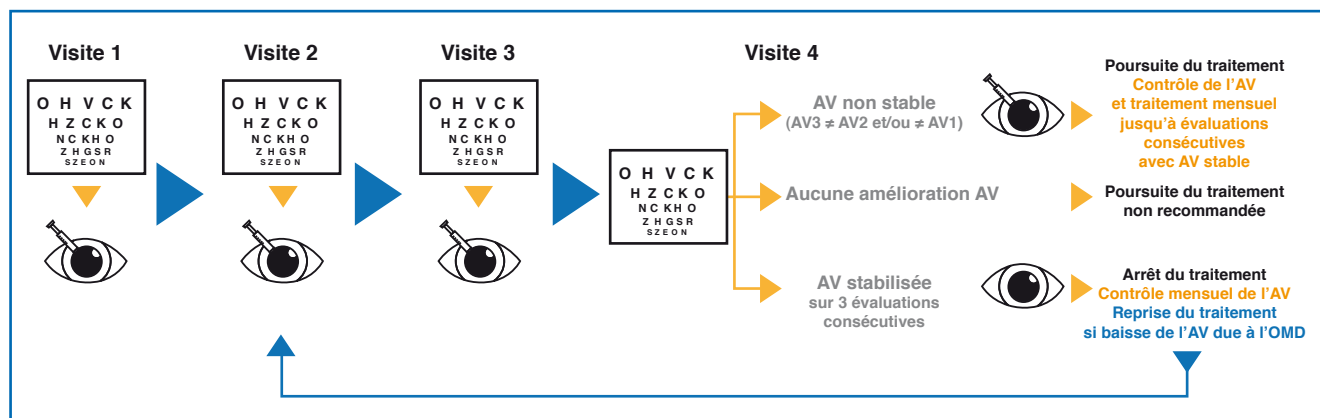 Visite 1
O H V C K
H Z C K O
N C K H O
Z H G S R
S Z E O N
Visite 2
O H V C K
H Z C K O
N C K H O
Z H G S R
S Z E O N
Visite 3
O H V C K
H Z C K O
N C K H O
Z H G S R
S Z E O N
Visite 4
O H V C K
H Z C K O
N C K H O
Z H G S R
S Z E O N
AV non stable
(AV3 ≠ AV2 et/ou ≠ AV1)
Poursuite du traitement
Contrôle de l'AV
et traitement mensuel
jusqu'à évaluations
consécutives
avec AV stable
Aucune amélioration AV
Poursuite du traitement
non recommandée
AV stabilisée
sur 3 évaluations
consécutives
Arrêt du traitement
Contrôle mensuel de l'AV
Reprise du traitement
si baisse de l'AV due à l'OMD